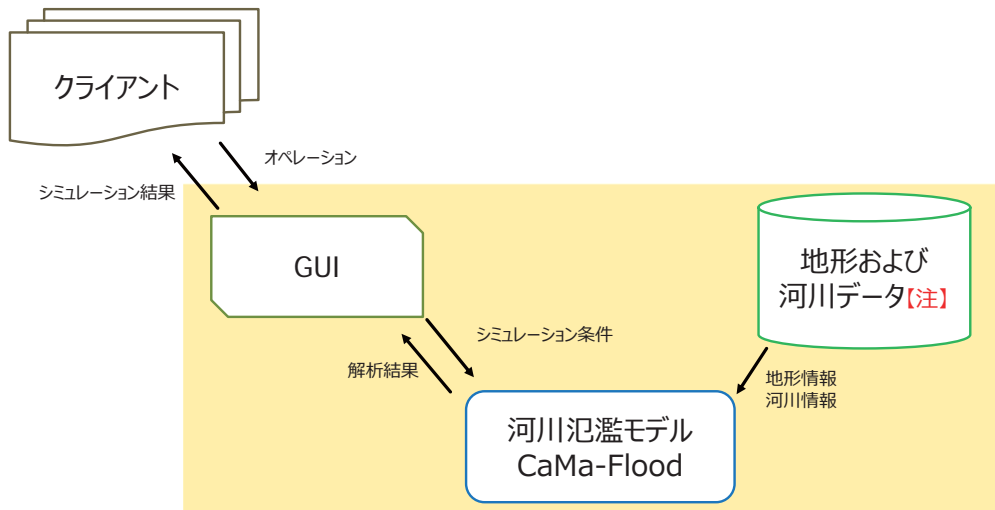 クライアント
オペレーション
シミュレーション結果
GUI
地形および
河川データ【注】
シミュレーション条件
解析結果
地形情報
河川情報
河川氾濫モデル
CaMa-Flood